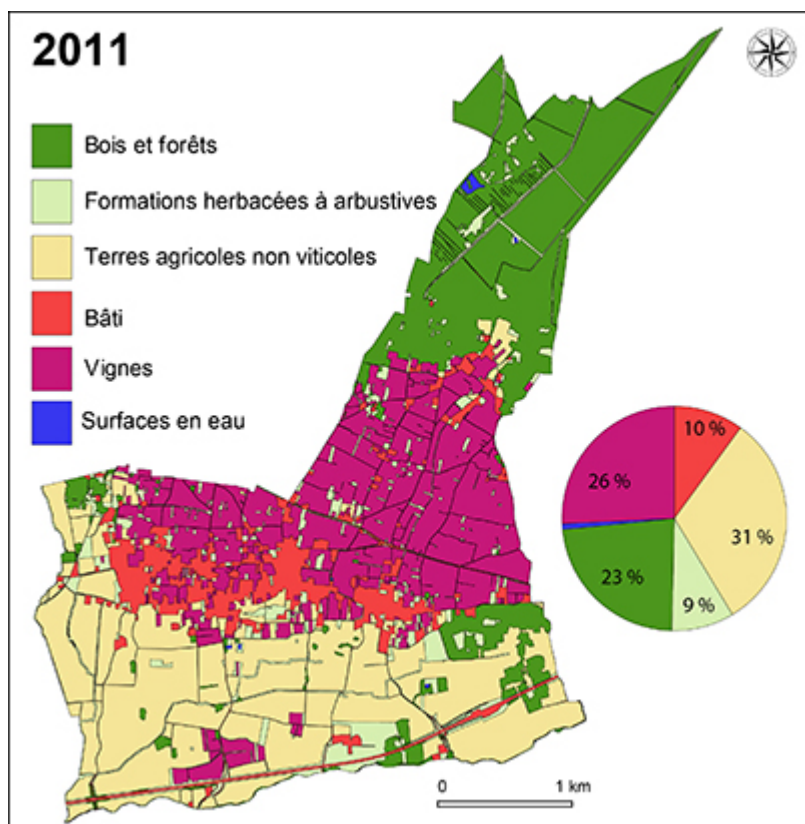 2011
Bois et forêts
Formations herbacées à arbustives
Terres agricoles non viticoles
Bâti
Vignes
Surfaces en eau
10 %
26 %
31 %
23 %
9 %
0 1 km